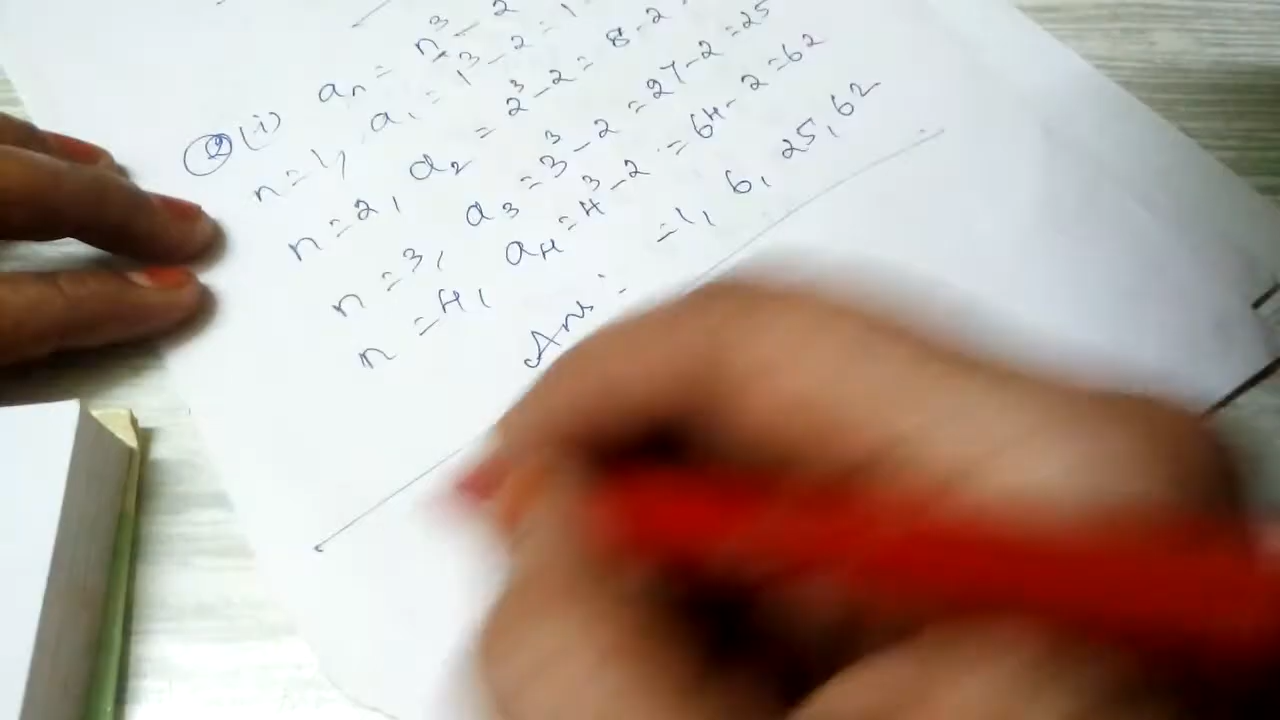 ② (i) aₙ = n³ - 2
n = 1, a₁ = 1³ - 2 = 1
n = 2, a₂ = 2³ - 2 = 8 - 2
n = 3, a₃ = 3³ - 2 = 27 - 2 = 25
n = 4, a₄ = 4³ - 2 = 64 - 2 = 62
Ans : = 1, 6, 25, 62